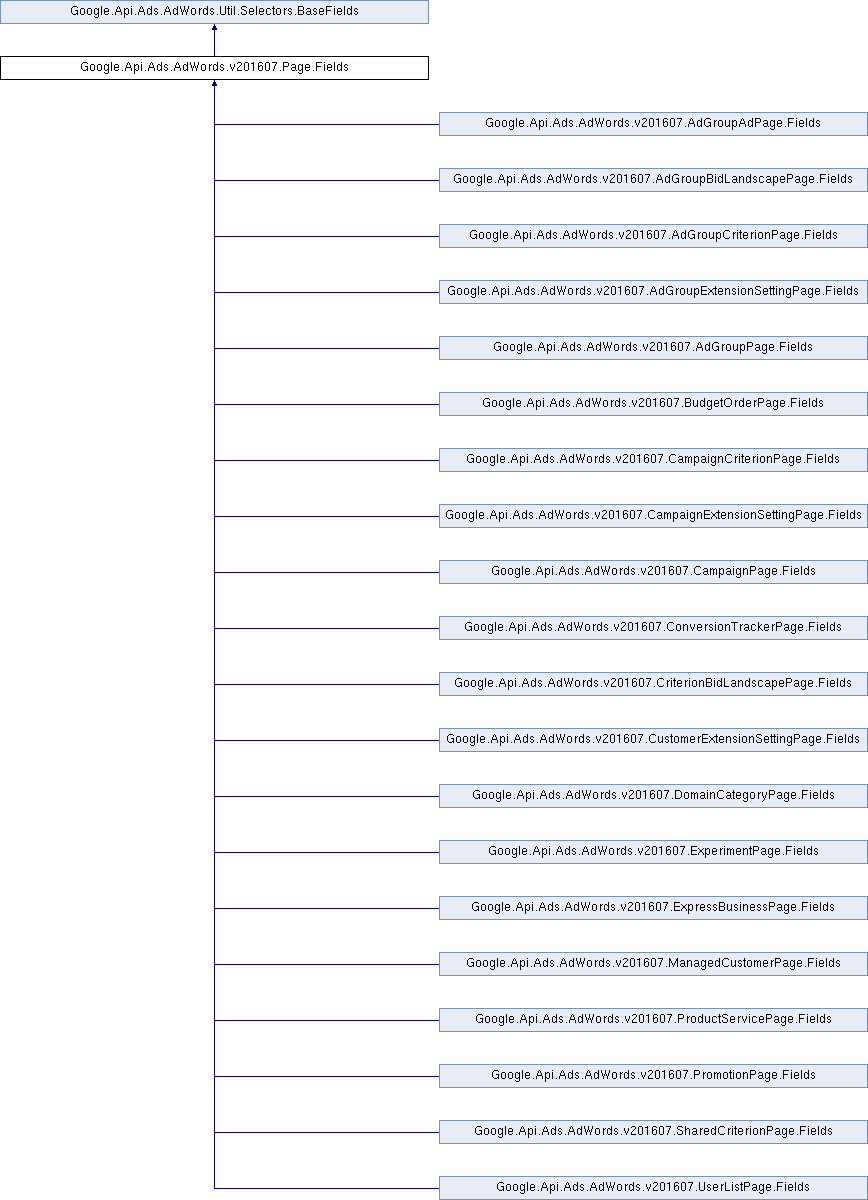 Google.Api.Ads.AdWords.Util.Selectors.BaseFields
Google.Api.Ads.AdWords.v201607.Page.Fields
Google.Api.Ads.AdWords.v201607.AdGroupAdPage.Fields
Google.Api.Ads.AdWords.v201607.AdGroupBidLandscapePage.Fields
Google.Api.Ads.AdWords.v201607.AdGroupCriterionPage.Fields
Google.Api.Ads.AdWords.v201607.AdGroupExtensionSettingPage.Fields
Google.Api.Ads.AdWords.v201607.AdGroupPage.Fields
Google.Api.Ads.AdWords.v201607.BudgetOrderPage.Fields
Google.Api.Ads.AdWords.v201607.CampaignCriterionPage.Fields
Google.Api.Ads.AdWords.v201607.CampaignExtensionSettingPage.Fields
Google.Api.Ads.AdWords.v201607.CampaignPage.Fields
Google.Api.Ads.AdWords.v201607.ConversionTrackerPage.Fields
Google.Api.Ads.AdWords.v201607.CriterionBidLandscapePage.Fields
Google.Api.Ads.AdWords.v201607.CustomerExtensionSettingPage.Fields
Google.Api.Ads.AdWords.v201607.DomainCategoryPage.Fields
Google.Api.Ads.AdWords.v201607.ExperimentPage.Fields
Google.Api.Ads.AdWords.v201607.ExpressBusinessPage.Fields
Google.Api.Ads.AdWords.v201607.ManagedCustomerPage.Fields
Google.Api.Ads.AdWords.v201607.ProductServicePage.Fields
Google.Api.Ads.AdWords.v201607.PromotionPage.Fields
Google.Api.Ads.AdWords.v201607.SharedCriterionPage.Fields
Google.Api.Ads.AdWords.v201607.UserListPage.Fields